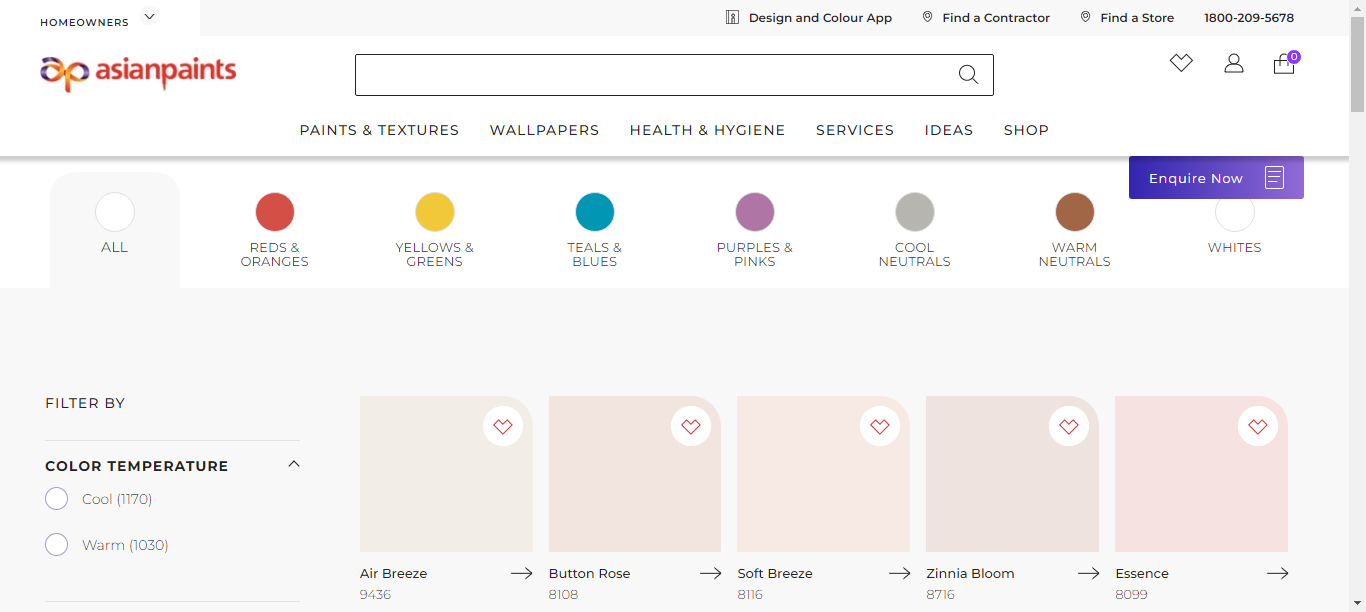 HOMEOWNERS
Design and Colour App
Find a Contractor
Find a Store
1800-209-5678
ap asianpaints
0
PAINTS & TEXTURES
WALLPAPERS
HEALTH & HYGIENE
SERVICES
IDEAS
SHOP
Enquire Now
ALL
REDS &
ORANGES
YELLOWS &
GREENS
TEALS &
BLUES
PURPLES &
PINKS
COOL
NEUTRALS
WARM
NEUTRALS
WHITES
FILTER BY
COLOR TEMPERATURE
Cool (1170)
Warm (1030)
Air Breeze
9436
Button Rose
8108
Soft Breeze
8116
Zinnia Bloom
8716
Essence
8099